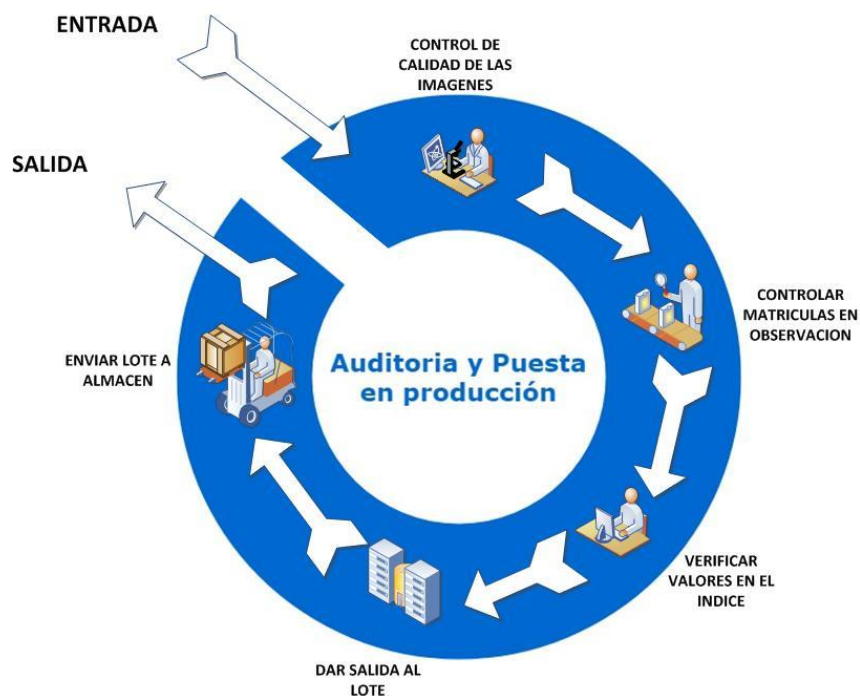 ENTRADA
CONTROL DE
CALIDAD DE LAS
IMAGENES
SALIDA
CONTROLAR
MATRICULAS EN
OBSERVACION
ENVIAR LOTE A
ALMACEN
Auditoria y Puesta
en producción
VERIFICAR
VALORES EN EL
INDICE
DAR SALIDA AL
LOTE